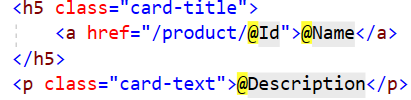 <h5 class="card-title">
    <a href="/product/@Id">@Name</a>
</h5>
<p class="card-text">@Description</p>